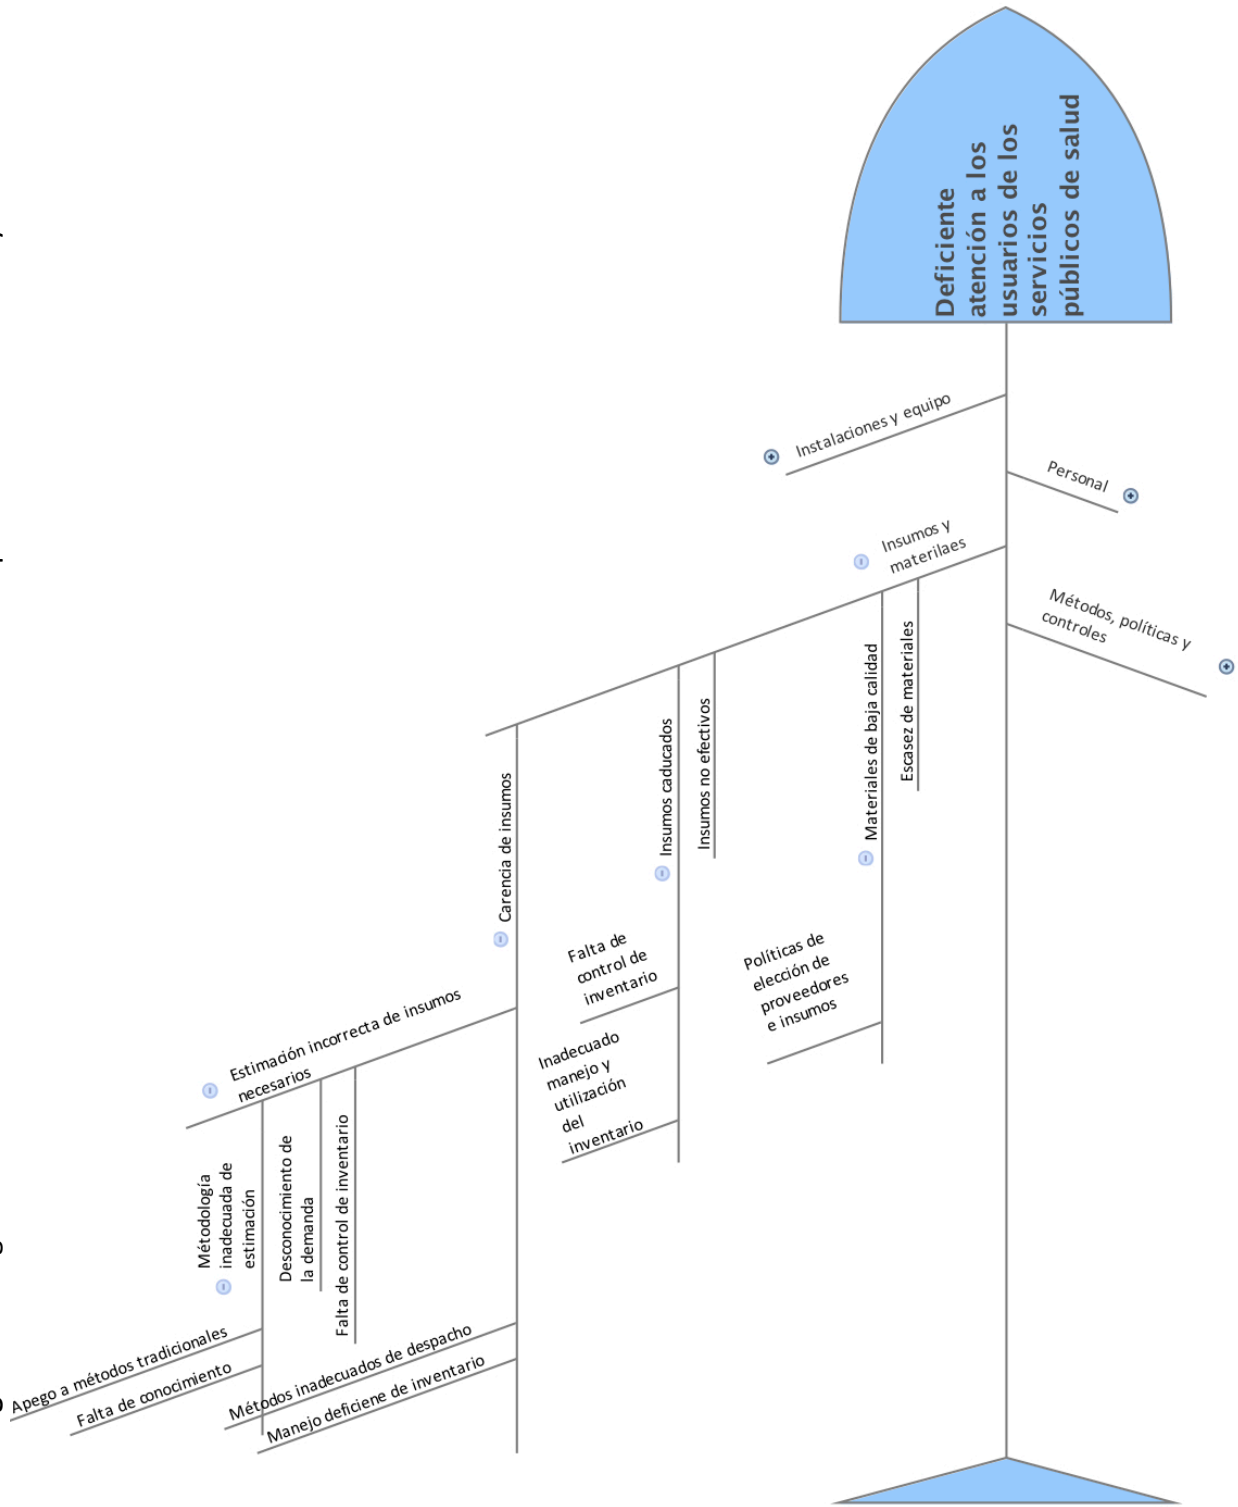 Deficiente
atención a los
usuarios de los
servicios
públicos de salud
Instalaciones y equipo
Personal
Insumos y
materilaes
Métodos, políticas y
controles
Escasez de materiales
Materiales de baja calidad
Políticas de
elección de
proveedores
e insumos
Insumos no efectivos
Insumos caducados
Falta de
control de
inventario
Inadecuado
manejo y
utilización
del
inventario
Carencia de insumos
Estimación incorrecta de insumos
necesarios
Métodología
inadecuada de
estimación
Desconocimiento de
la demanda
Falta de control de inventario
Apego a métodos tradicionales
Falta de conocimiento
Métodos inadecuados de despacho
Manejo deficiene de inventario